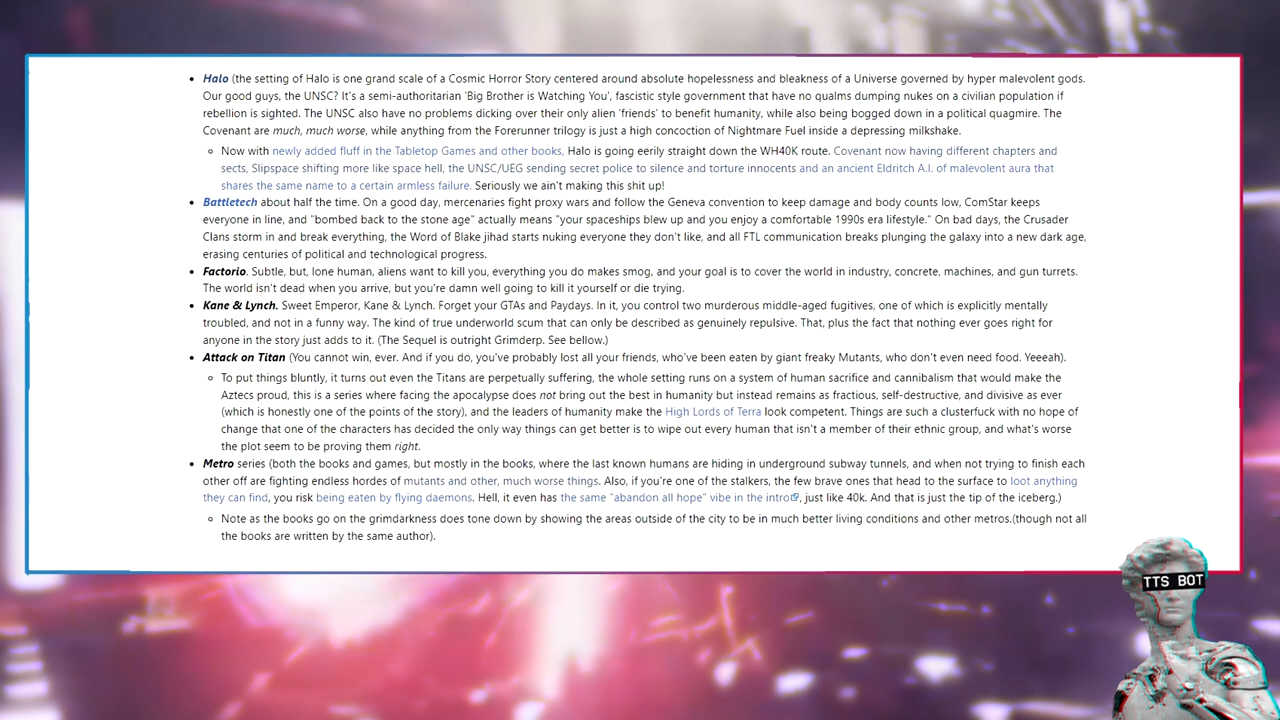 Halo (the setting of Halo is one grand scale of a Cosmic Horror Story centered around absolute hopelessness and bleakness of a Universe governed by hyper malevolent gods.
Our good guys, the UNSC? It's a semi-authoritarian 'Big Brother is Watching You', fascistic style government that have no qualms dumping nukes on a civilian population if
rebellion is sighted. The UNSC also have no problems dicking over their only alien 'friends' to benefit humanity, while also being bogged down in a political quagmire. The
Covenant are much, much worse, while anything from the Forerunner trilogy is just a high concoction of Nightmare Fuel inside a depressing milkshake.
Now with newly added fluff in the Tabletop Games and other books, Halo is going eerily straight down the WH40K route. Covenant now having different chapters and
sects, Slipspace shifting more like space hell, the UNSC/UEG sending secret police to silence and torture innocents and an ancient Eldritch A.I. of malevolent aura that
shares the same name to a certain armless failure. Seriously we ain't making this shit up!
Battletech about half the time. On a good day, mercenaries fight proxy wars and follow the Geneva convention to keep damage and body counts low, ComStar keeps
everyone in line, and "bombed back to the stone age" actually means "your spaceships blew up and you enjoy a comfortable 1990s era lifestyle." On bad days, the Crusader
Clans storm in and break everything, the Word of Blake jihad starts nuking everyone they don't like, and all FTL communication breaks plunging the galaxy into a new dark age,
erasing centuries of political and technological progress.
Factorio. Subtle, but, lone human, aliens want to kill you, everything you do makes smog, and your goal is to cover the world in industry, concrete, machines, and gun turrets.
The world isn't dead when you arrive, but you're damn well going to kill it yourself or die trying.
Kane & Lynch. Sweet Emperor, Kane & Lynch. Forget your GTAs and Paydays. In it, you control two murderous middle-aged fugitives, one of which is explicitly mentally
troubled, and not in a funny way. The kind of true underworld scum that can only be described as genuinely repulsive. That, plus the fact that nothing ever goes right for
anyone in the story just adds to it. (The Sequel is outright Grimderp. See bellow.)
Attack on Titan (You cannot win, ever. And if you do, you've probably lost all your friends, who've been eaten by giant freaky Mutants, who don't even need food. Yeeeah).
To put things bluntly, it turns out even the Titans are perpetually suffering, the whole setting runs on a system of human sacrifice and cannibalism that would make the
Aztecs proud, this is a series where facing the apocalypse does not bring out the best in humanity but instead remains as fractious, self-destructive, and divisive as ever
(which is honestly one of the points of the story), and the leaders of humanity make the High Lords of Terra look competent. Things are such a clusterfuck with no hope of
change that one of the characters has decided the only way things can get better is to wipe out every human that isn't a member of their ethnic group, and what's worse
the plot seem to be proving them right.
Metro series (both the books and games, but mostly in the books, where the last known humans are hiding in underground subway tunnels, and when not trying to finish each
other off are fighting endless hordes of mutants and other, much worse things. Also, if you're one of the stalkers, the few brave ones that head to the surface to loot anything
they can find, you risk being eaten by flying daemons. Hell, it even has the same "abandon all hope" vibe in the intro, just like 40k. And that is just the tip of the iceberg.)
Note as the books go on the grimdarkness does tone down by showing the areas outside of the city to be in much better living conditions and other metros.(though not all
the books are written by the same author).
TTS BOT